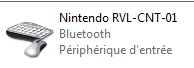 Nintendo RVL-CNT-01
Bluetooth
Périphérique d'entrée